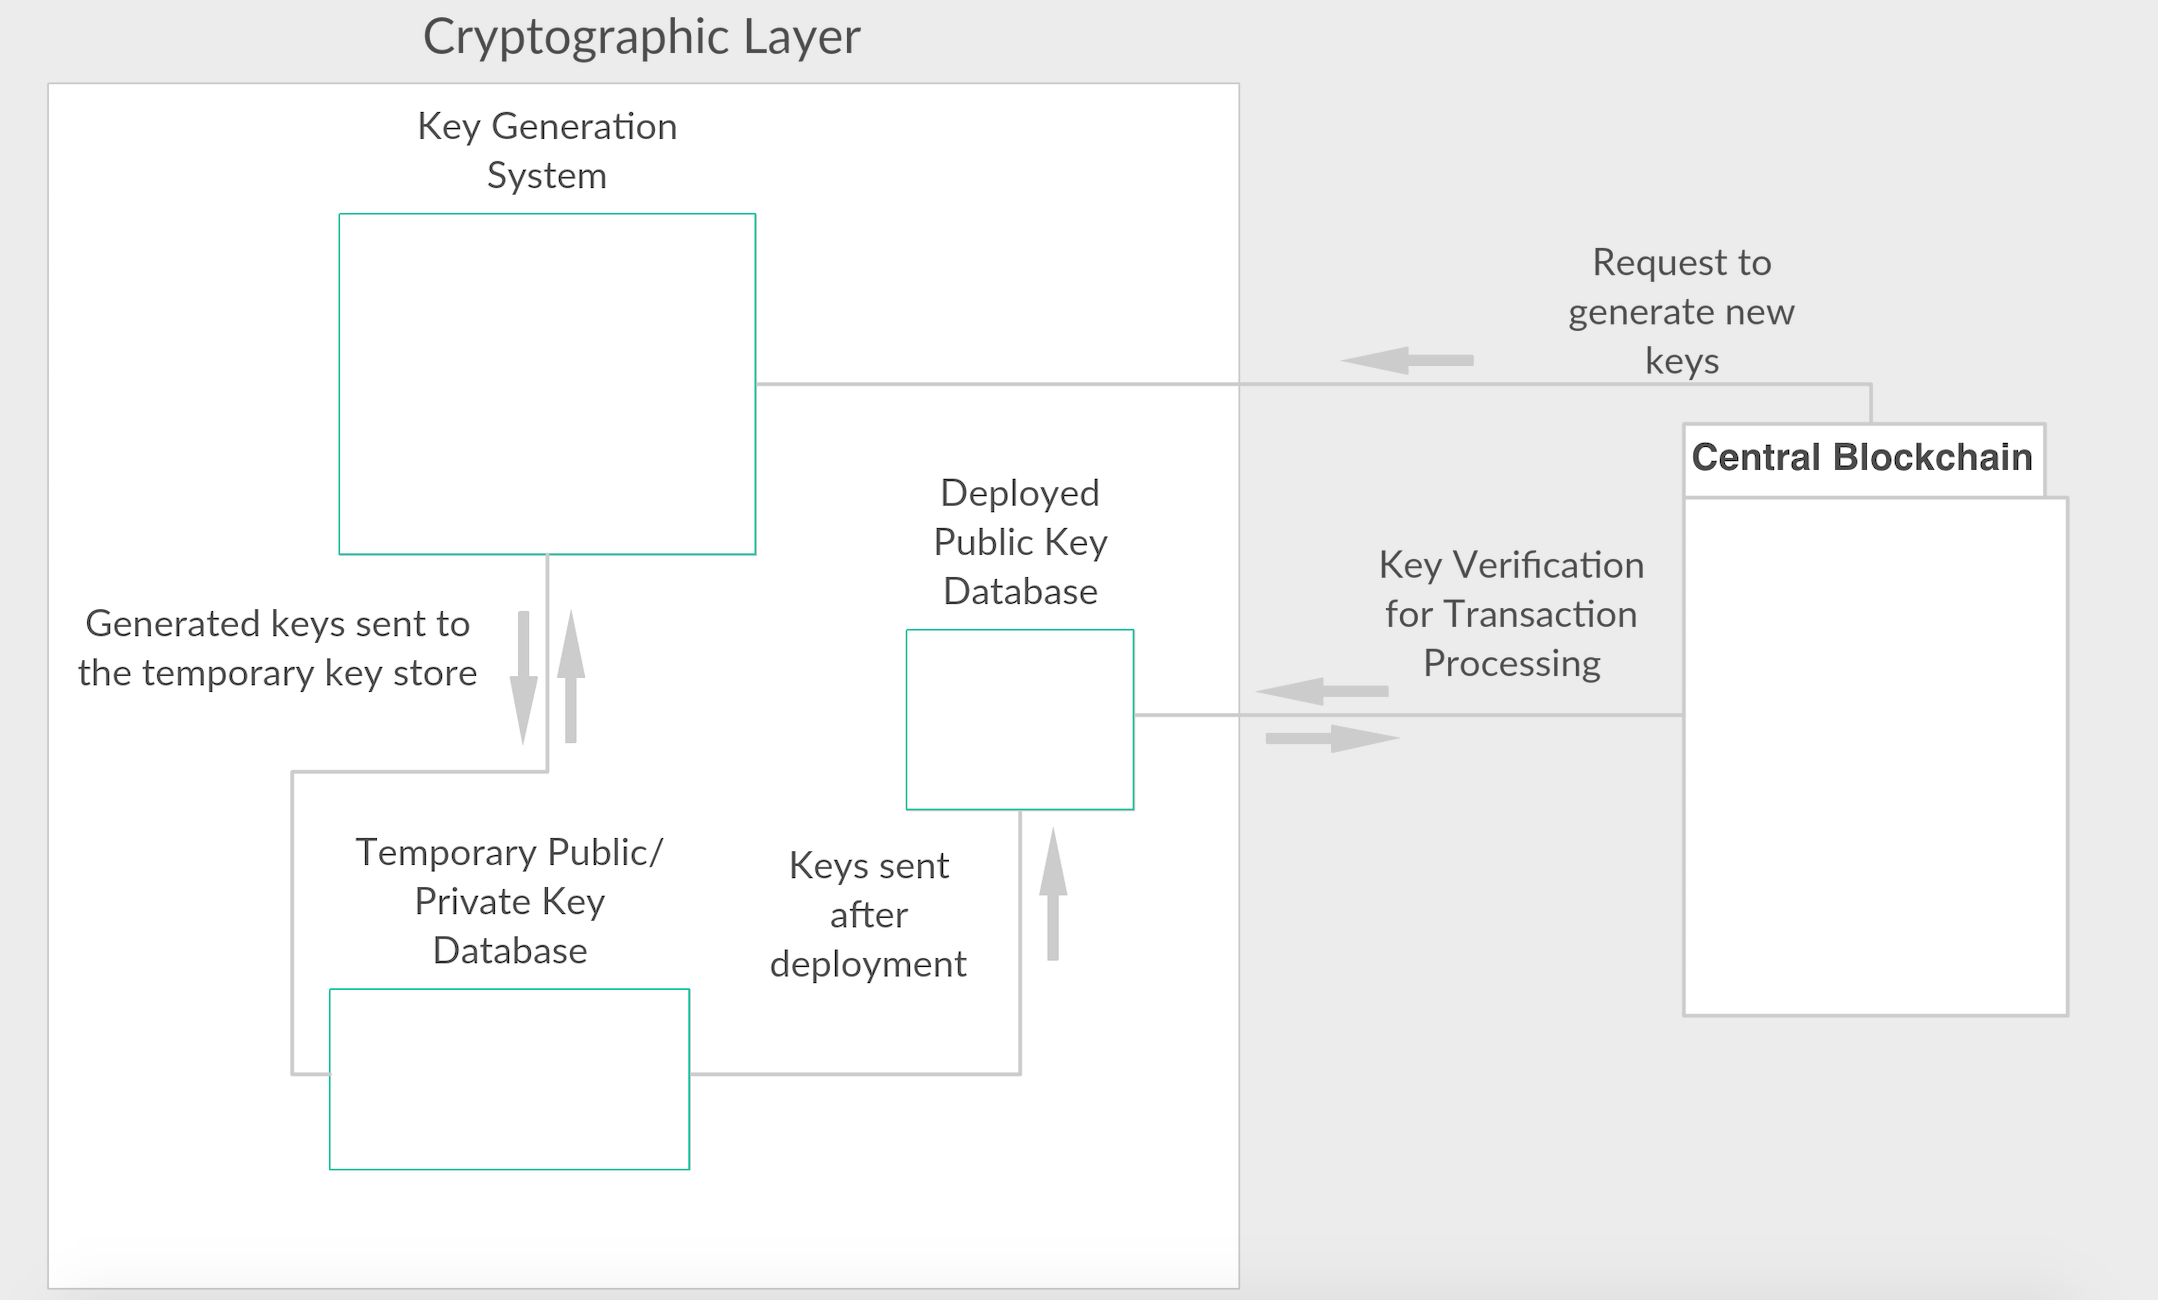 Cryptographic Layer
Key Generation
System
Request to
generate new
keys
Central Blockchain
Deployed
Public Key
Database
Key Verification
for Transaction
Processing
Generated keys sent to
the temporary key store
Temporary Public/
Private Key
Database
Keys sent
after
deployment